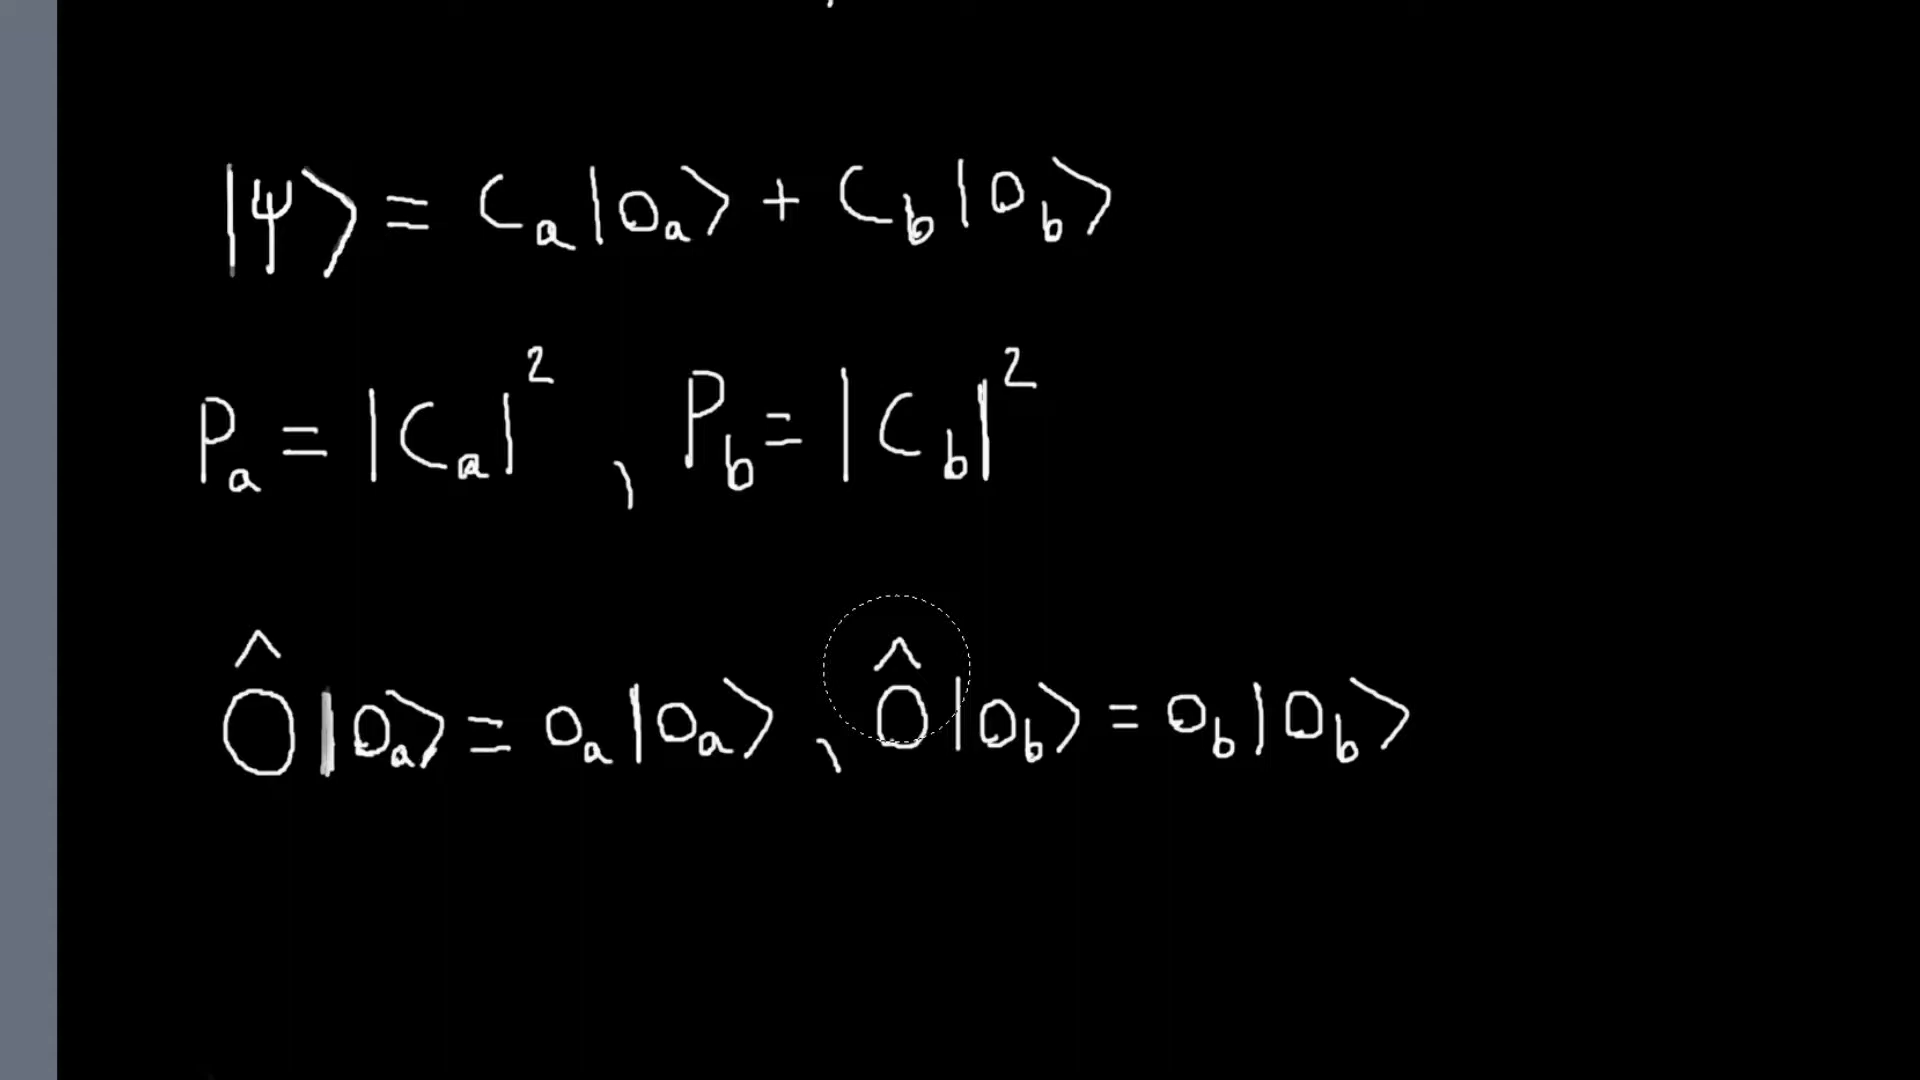 |ψ⟩ = C_a|O_a⟩ + C_b|O_b⟩
P_a = |C_a|² , P_b = |C_b|²
Ô|O_a⟩ = O_a|O_a⟩ , Ô|O_b⟩ = O_b|O_b⟩